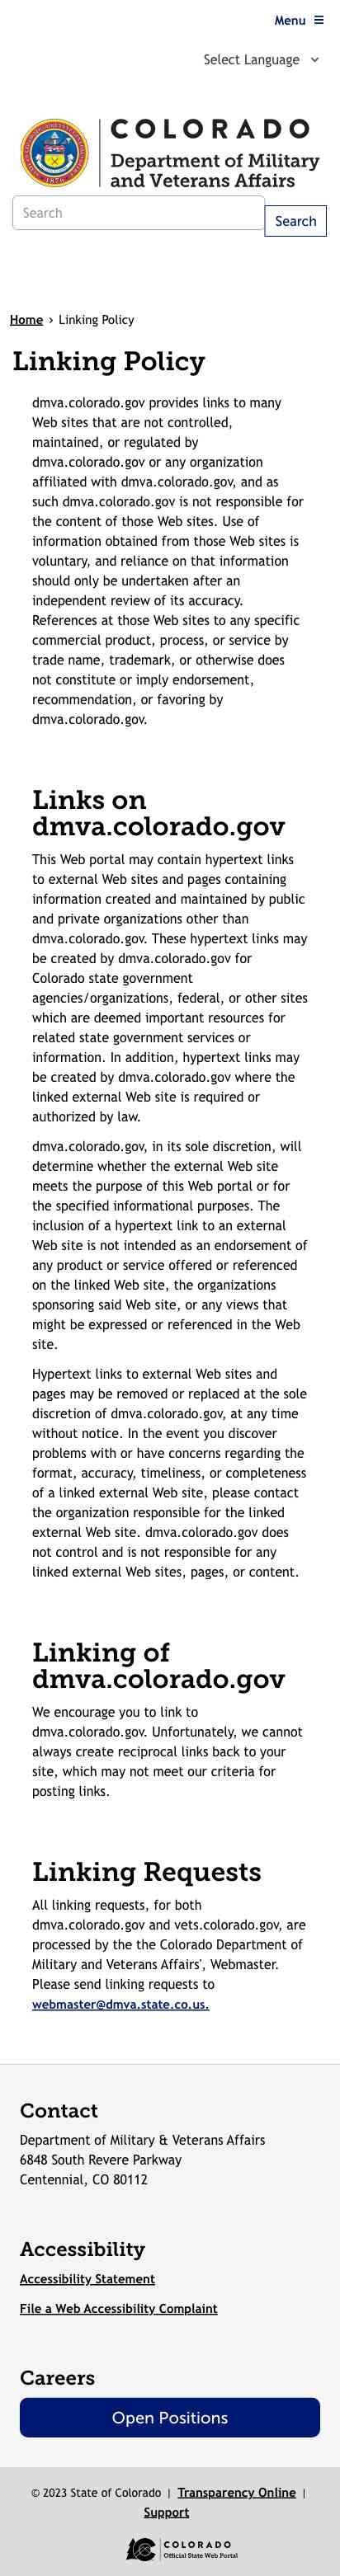 Menu ≡
Select Language
COLORADO
Department of Military
and Veterans Affairs
Search
Search
Home › Linking Policy
Linking Policy
dmva.colorado.gov provides links to many
Web sites that are not controlled,
maintained, or regulated by
dmva.colorado.gov or any organization
affiliated with dmva.colorado.gov, and as
such dmva.colorado.gov is not responsible for
the content of those Web sites. Use of
information obtained from those Web sites is
voluntary, and reliance on that information
should only be undertaken after an
independent review of its accuracy.
References at those Web sites to any specific
commercial product, process, or service by
trade name, trademark, or otherwise does
not constitute or imply endorsement,
recommendation, or favoring by
dmva.colorado.gov.
Links on
dmva.colorado.gov
This Web portal may contain hypertext links
to external Web sites and pages containing
information created and maintained by public
and private organizations other than
dmva.colorado.gov. These hypertext links may
be created by dmva.colorado.gov for
Colorado state government
agencies/organizations, federal, or other sites
which are deemed important resources for
related state government services or
information. In addition, hypertext links may
be created by dmva.colorado.gov where the
linked external Web site is required or
authorized by law.
dmva.colorado.gov, in its sole discretion, will
determine whether the external Web site
meets the purpose of this Web portal or for
the specified informational purposes. The
inclusion of a hypertext link to an external
Web site is not intended as an endorsement of
any product or service offered or referenced
on the linked Web site, the organizations
sponsoring said Web site, or any views that
might be expressed or referenced in the Web
site.
Hypertext links to external Web sites and
pages may be removed or replaced at the sole
discretion of dmva.colorado.gov, at any time
without notice. In the event you discover
problems with or have concerns regarding the
format, accuracy, timeliness, or completeness
of a linked external Web site, please contact
the organization responsible for the linked
external Web site. dmva.colorado.gov does
not control and is not responsible for any
linked external Web sites, pages, or content.
Linking of
dmva.colorado.gov
We encourage you to link to
dmva.colorado.gov. Unfortunately, we cannot
always create reciprocal links back to your
site, which may not meet our criteria for
posting links.
Linking Requests
All linking requests, for both
dmva.colorado.gov and vets.colorado.gov, are
processed by the the Colorado Department of
Military and Veterans Affairs', Webmaster.
Please send linking requests to
webmaster@dmva.state.co.us.
Contact
Department of Military & Veterans Affairs
6848 South Revere Parkway
Centennial, CO 80112
Accessibility
Accessibility Statement
File a Web Accessibility Complaint
Careers
Open Positions
© 2023 State of Colorado | Transparency Online |
Support
COLORADO
Official State Web Portal